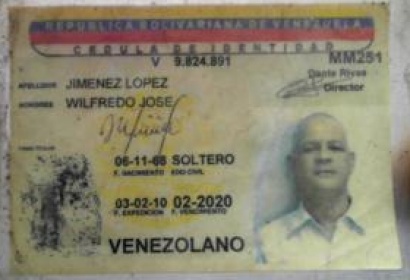 REPUBLICA BOLIVARIANA DE VENEZUELA
CEDULA DE IDENTIDAD
V 9.824.891 MM251
Dante Rivas
Director
APELLIDOS JIMENEZ LOPEZ
NOMBRES WILFREDO JOSE
06-11-68 SOLTERO
F. NACIMIENTO EDO CIVIL
03-02-10 02-2020
F. EXPEDICION F. VENCIMIENTO
VENEZOLANO